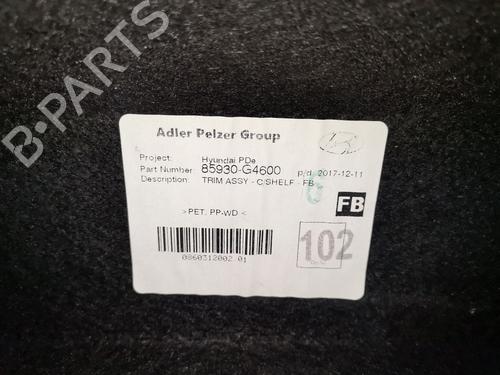 B-PARTS
Adler Pelzer Group
Project: Hyundai PDe
Part Number: 85930-G4600 p/d 2017-12-11
Description: TRIM ASSY - C/SHELF - FB
FB
>PET. PP-WD<
102
0860312002.01